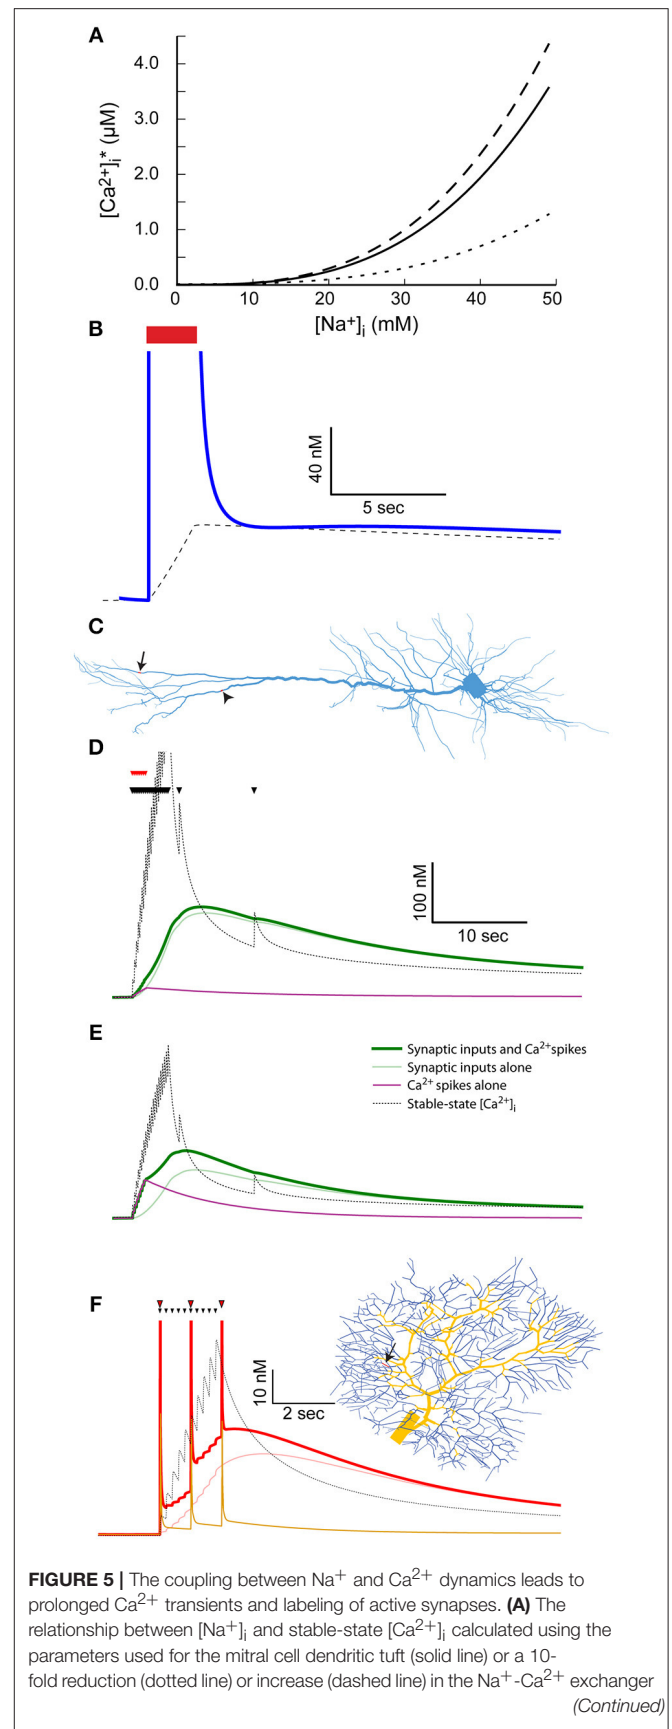 A
4.0
3.0
2.0
1.0
0.0
[Ca2+]i* (μM)
0 10 20 30 40 50
[Na+]i (mM)
B
40 nM
5 sec
C
D
100 nM
10 sec
E
Synaptic inputs and Ca2+spikes
Synaptic inputs alone
Ca2+ spikes alone
Stable-state [Ca2+]i
F
10 nM
2 sec
FIGURE 5 | The coupling between Na+ and Ca2+ dynamics leads to
prolonged Ca2+ transients and labeling of active synapses. (A) The
relationship between [Na+]i and stable-state [Ca2+]i calculated using the
parameters used for the mitral cell dendritic tuft (solid line) or a 10-
fold reduction (dotted line) or increase (dashed line) in the Na+-Ca2+ exchanger
(Continued)